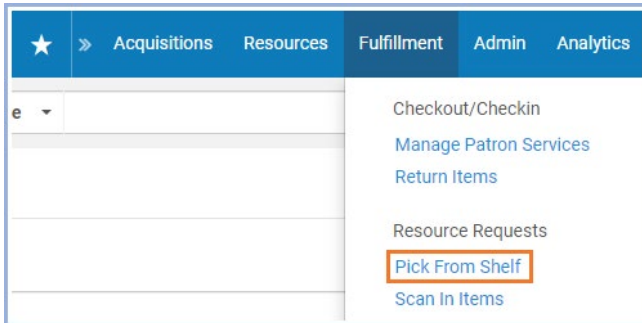 ★ » Acquisitions Resources Fulfillment Admin Analytics
e
Checkout/Checkin
Manage Patron Services
Return Items
Resource Requests
Pick From Shelf
Scan In Items